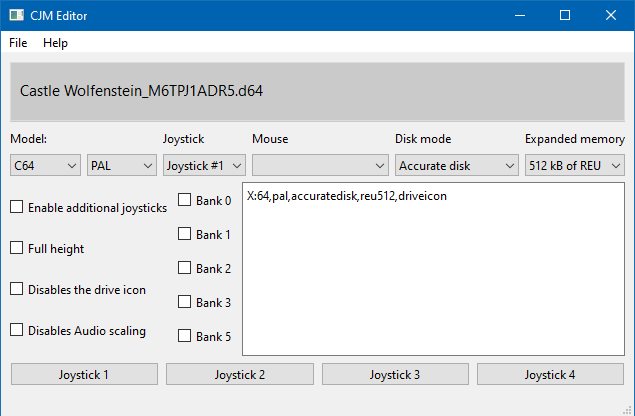 CJM Editor
File Help
Castle Wolfenstein_M6TPJ1ADR5.d64
Model: Joystick Mouse Disk mode Expanded memory
C64 PAL Joystick #1 Accurate disk 512 kB of REU
Enable additional joysticks
Full height
Disables the drive icon
Disables Audio scaling
Bank 0
Bank 1
Bank 2
Bank 3
Bank 5
X:64,pal,accuratedisk,reu512,driveicon
Joystick 1 Joystick 2 Joystick 3 Joystick 4